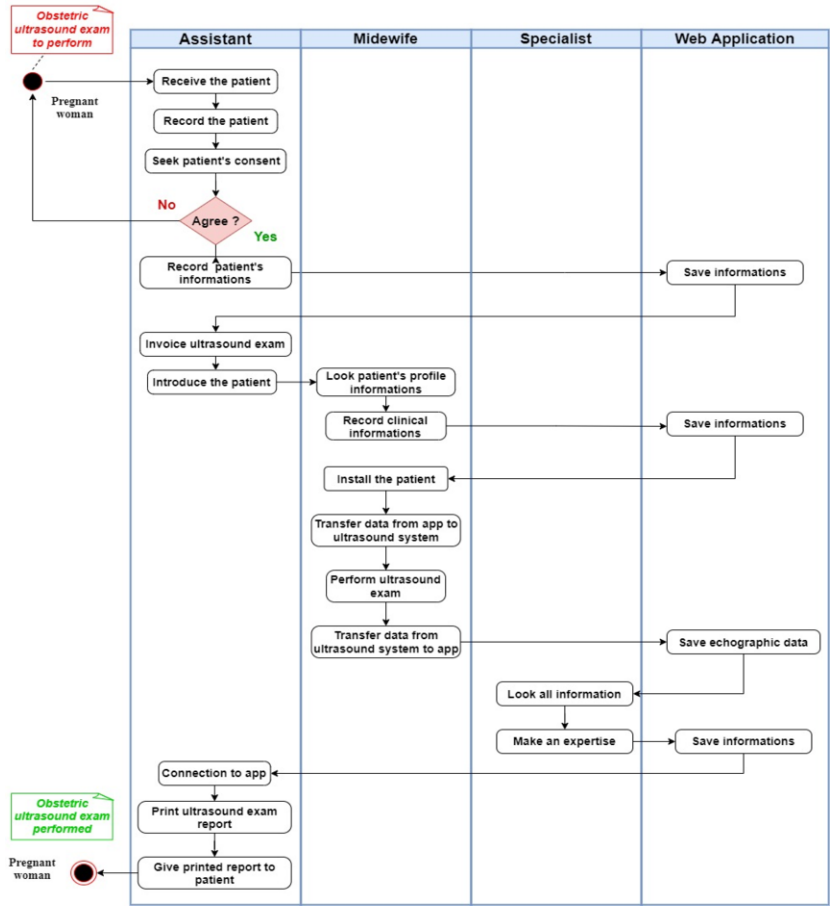 Obstetric
ultrasound exam
to perform
Assistant
Midewife
Specialist
Web Application
Pregnant
woman
Receive the patient
Record the patient
Seek patient's consent
No
Agree ?
Yes
Record patient's
informations
Save informations
Invoice ultrasound exam
Introduce the patient
Look patient's profile
informations
Record clinical
informations
Save informations
Install the patient
Transfer data from app to
ultrasound system
Perform ultrasound
exam
Transfer data from
ultrasound system to app
Save echographic data
Look all information
Make an expertise
Save informations
Connection to app
Obstetric
ultrasound exam
performed
Print ultrasound exam
report
Pregnant
woman
Give printed report to
patient